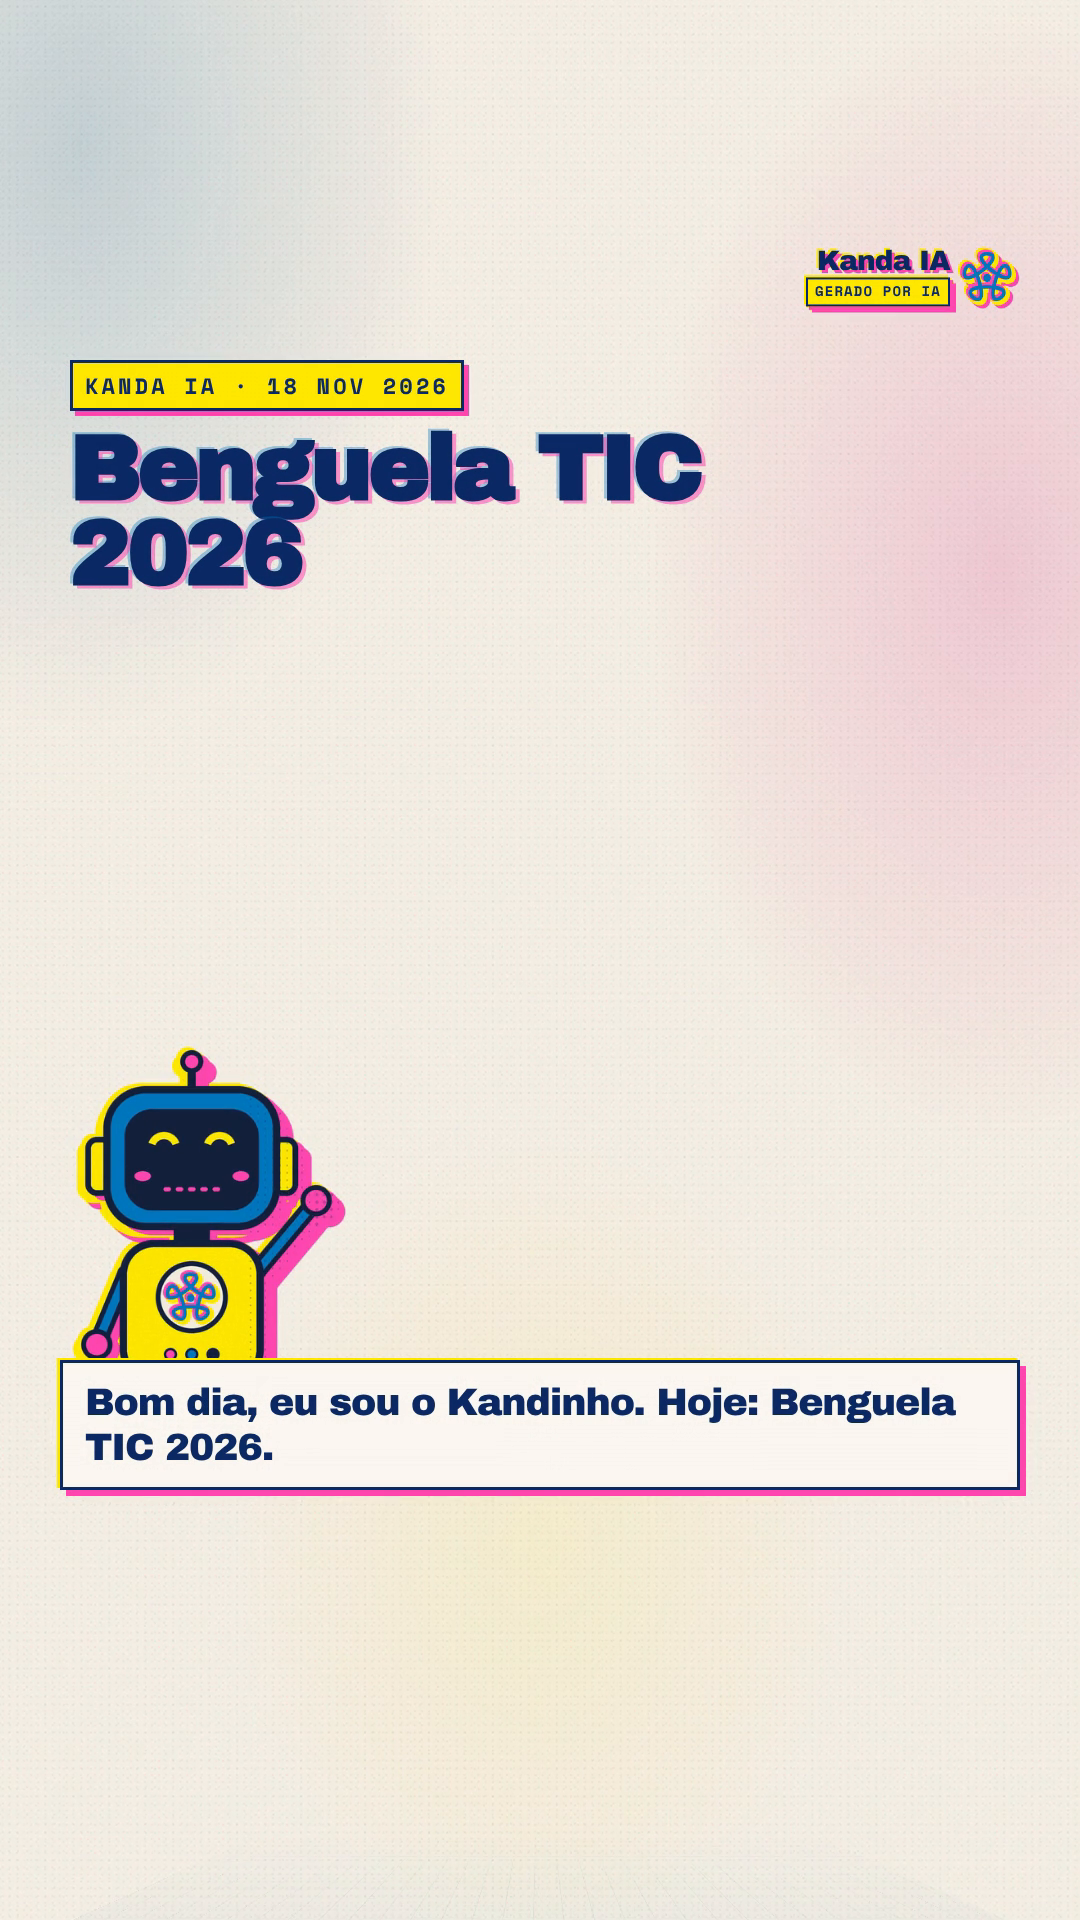 Kanda IA
GERADO POR IA
KANDA IA · 18 NOV 2026
Benguela TIC
2026
Bom dia, eu sou o Kandinho. Hoje: Benguela
TIC 2026.